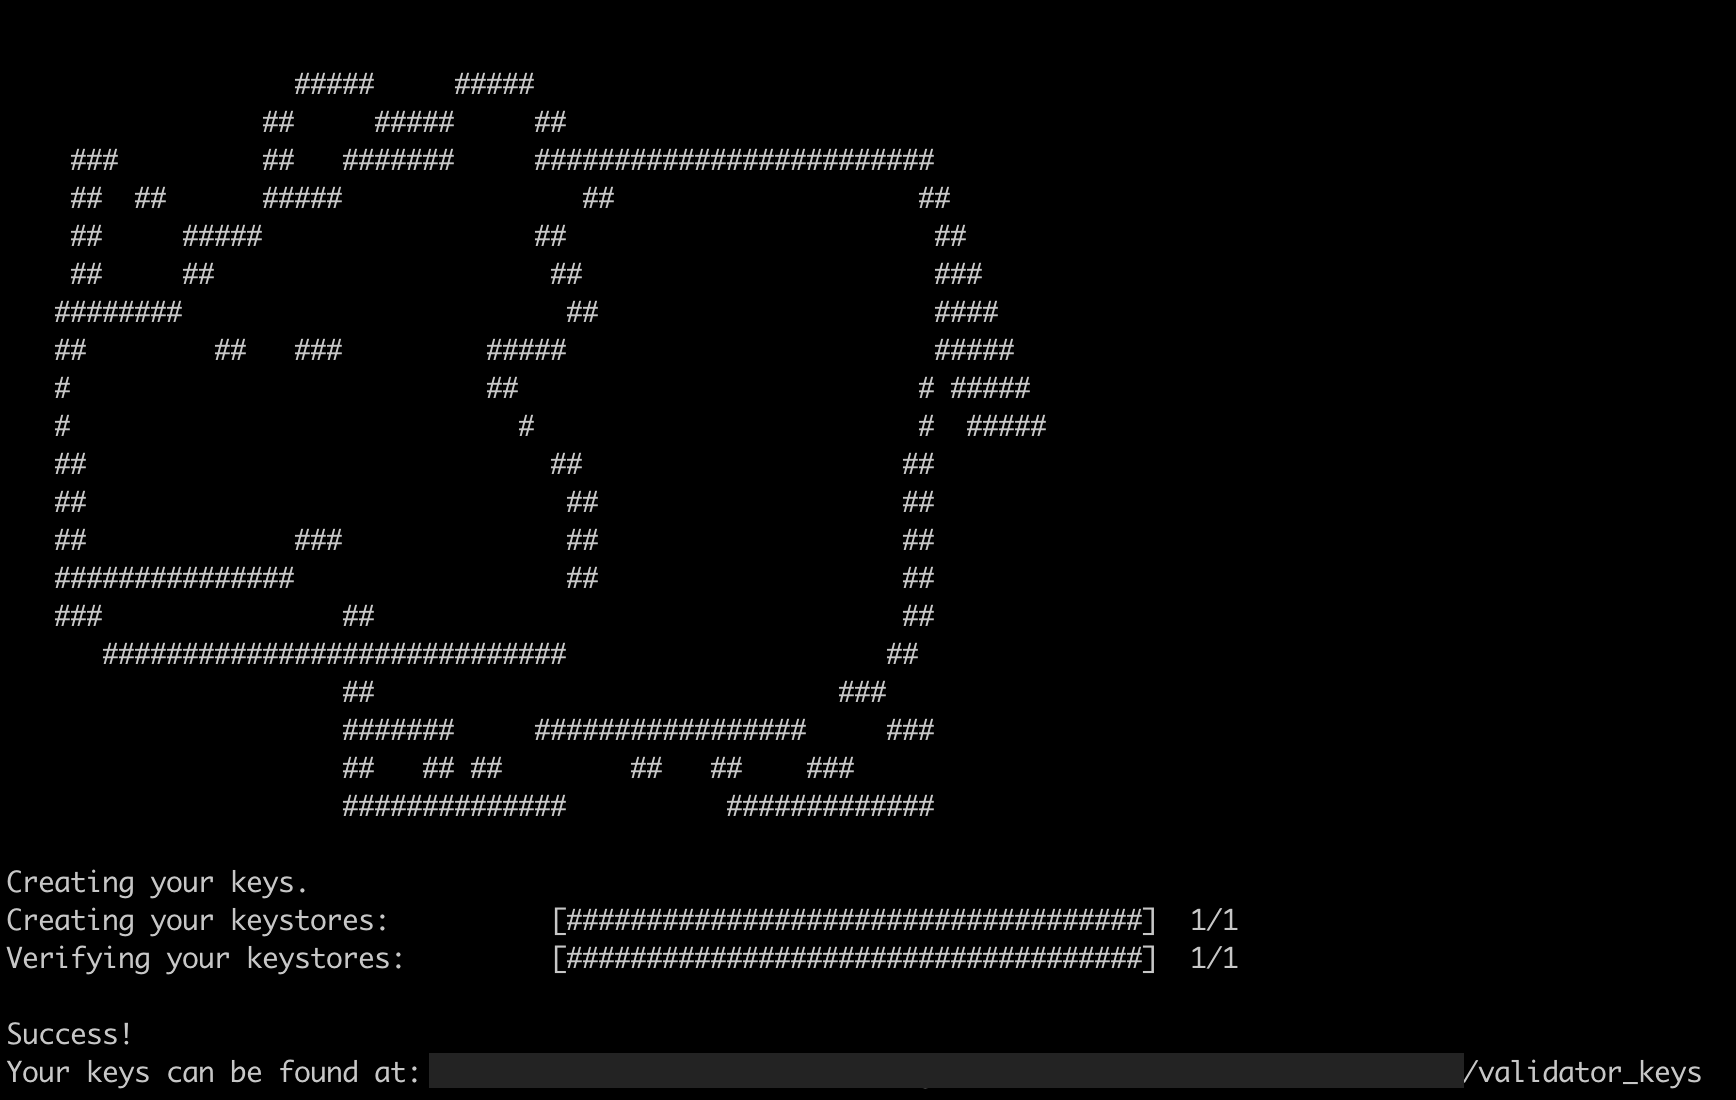 Creating your keys.
Creating your keystores: [####################################] 1/1
Verifying your keystores: [####################################] 1/1
Success!
Your keys can be found at: /validator_keys